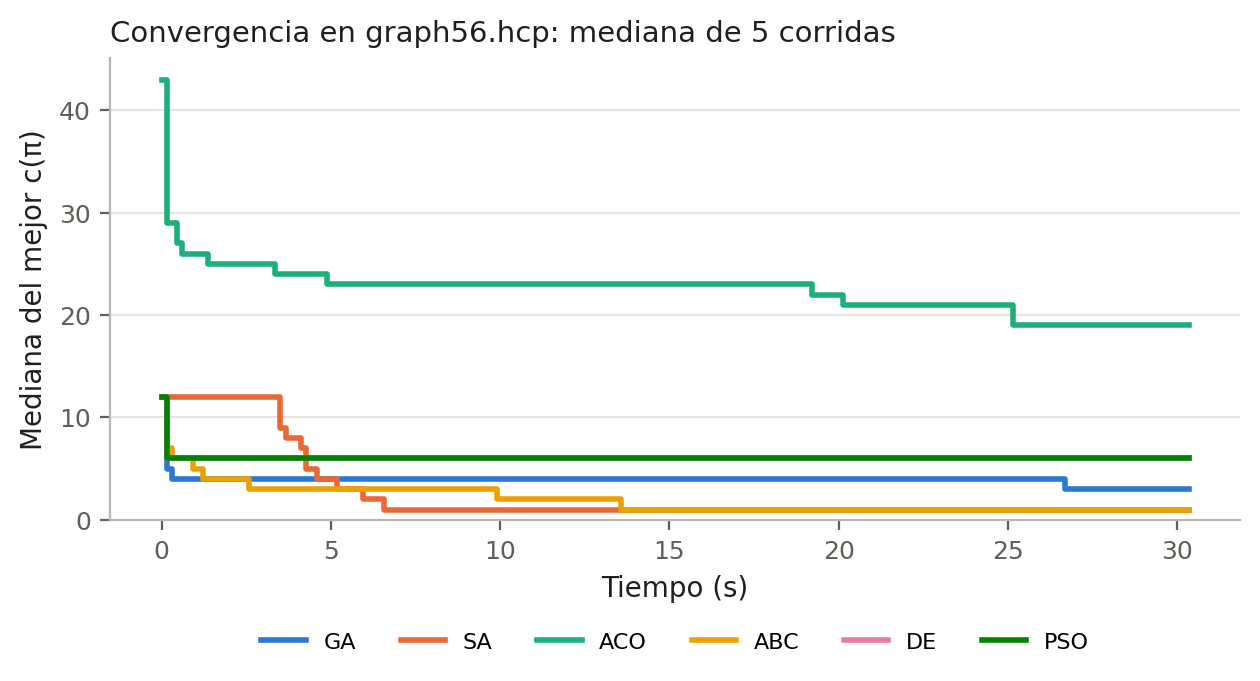 Convergencia en graph56.hcp: mediana de 5 corridas
Mediana del mejor c(π)
40
30
20
10
0
0 5 10 15 20 25 30
Tiempo (s)
GA SA ACO ABC DE PSO